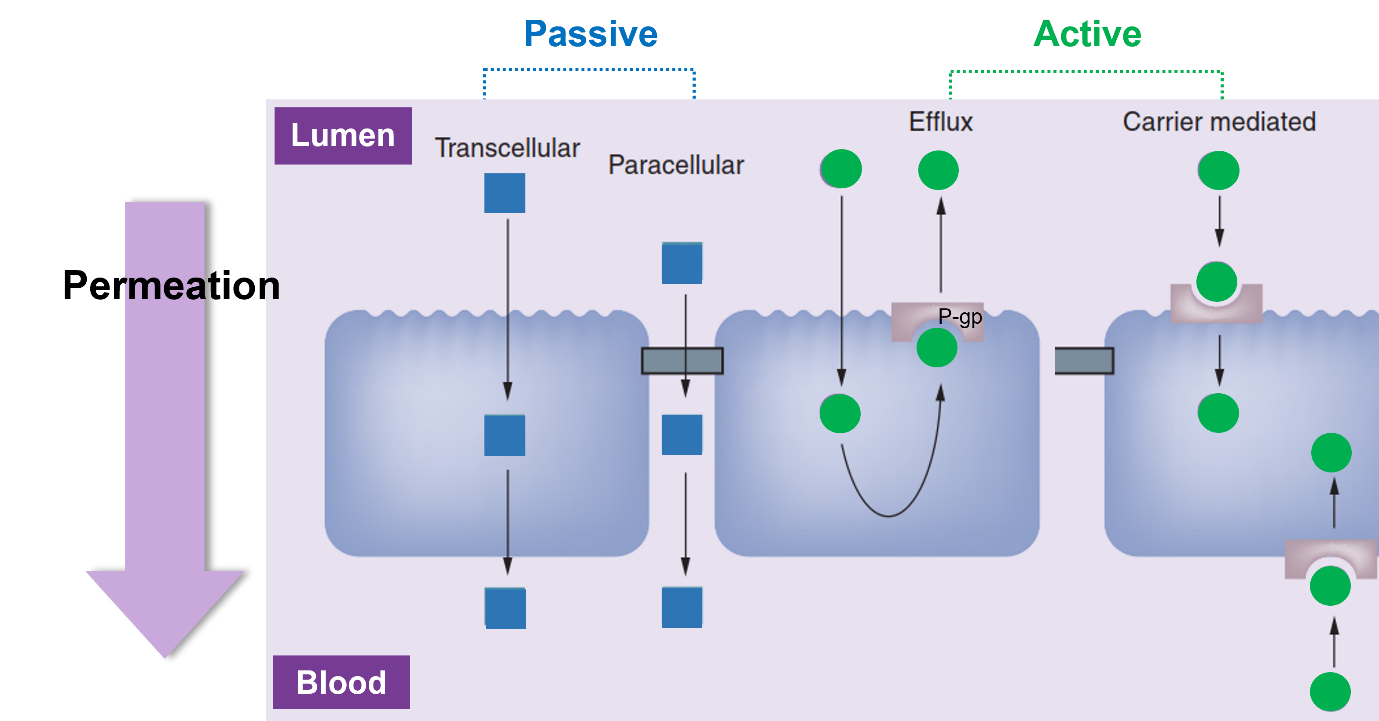 Passive
Active
Lumen
Transcellular
Paracellular
Efflux
Carrier mediated
Permeation
P-gp
Blood